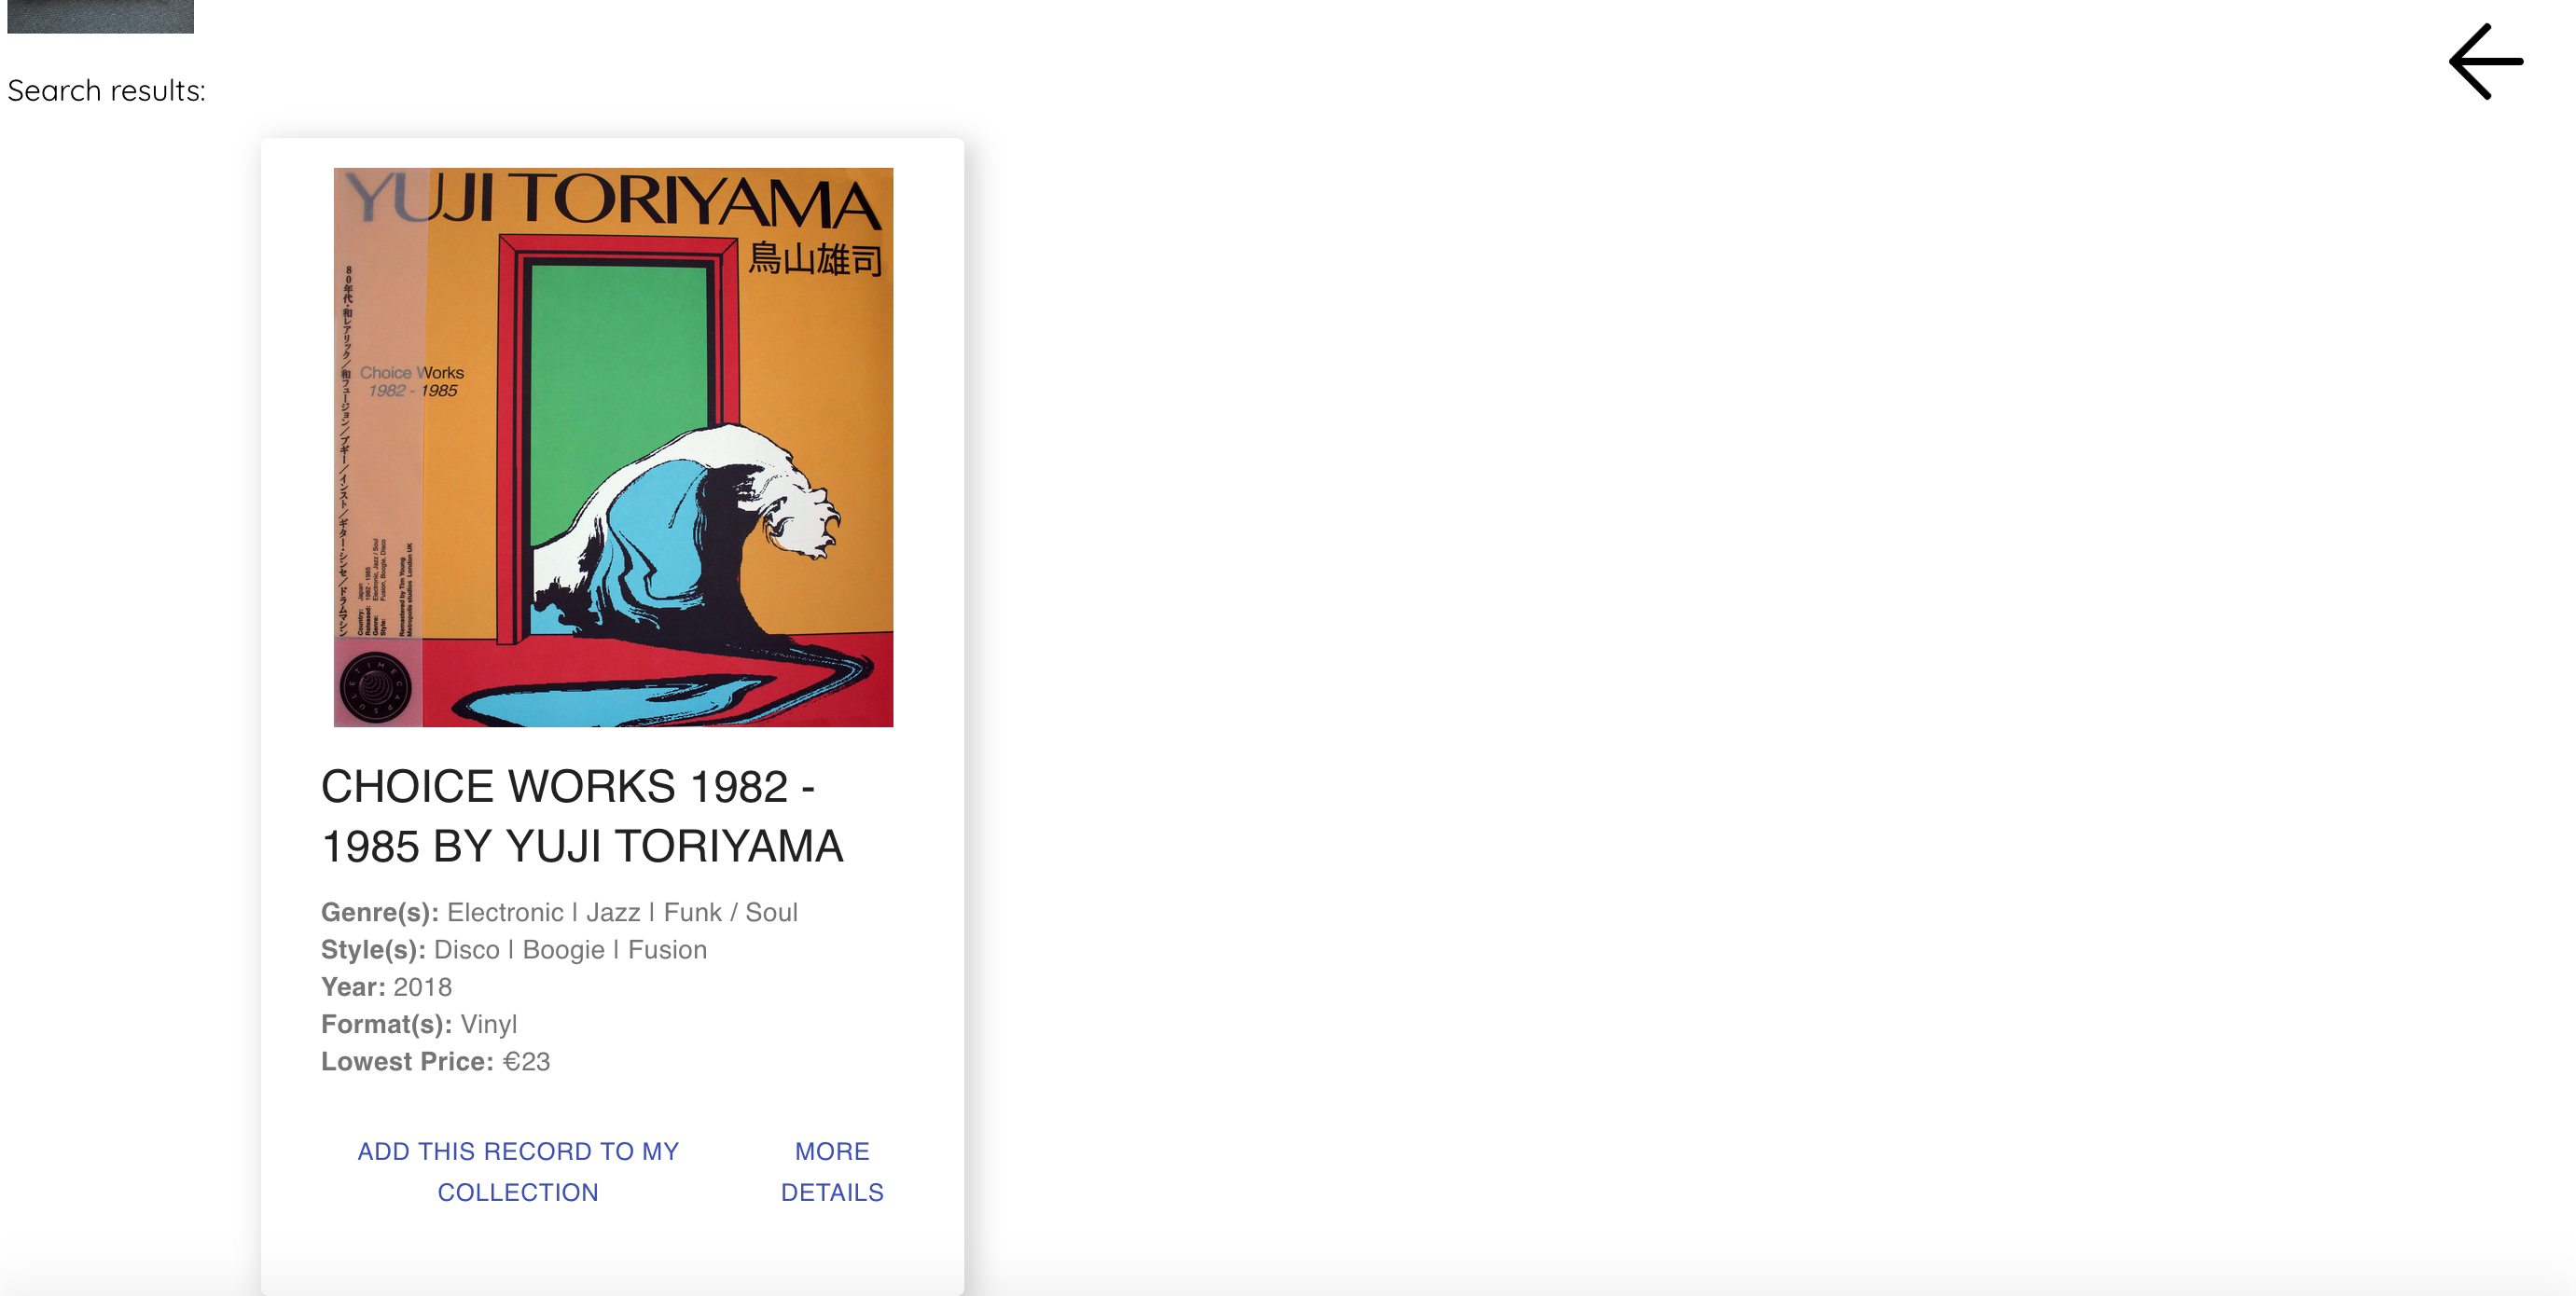 Search results:
YUJI TORIYAMA
鳥山雄司
80年代・和レアリック／和フュージョン／ブギー／インスト／ギター・シンセ／ドラムマシン
Choice Works
1982 - 1985
Country: Japan
Released: 1982 - 1985
Genre: Electronic, Jazz / Soul
Style: Fusion, Boogie, Disco
Remastered by Tim Young
Metropolis studios London UK
TIME CAPSULE
CHOICE WORKS 1982 -
1985 BY YUJI TORIYAMA
Genre(s): Electronic | Jazz | Funk / Soul
Style(s): Disco | Boogie | Fusion
Year: 2018
Format(s): Vinyl
Lowest Price: €23
ADD THIS RECORD TO MY
COLLECTION
MORE
DETAILS